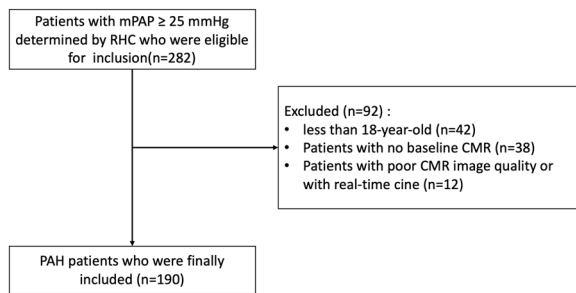 Patients with mPAP ≥ 25 mmHg
determined by RHC who were eligible
for inclusion(n=282)
Excluded (n=92) :
• less than 18-year-old (42)
• Patients with no baseline CMR (n=38)
• Patients with poor CMR image quality or
with real-time cine (n=12)
PAH patients who were finally
included (n=190)